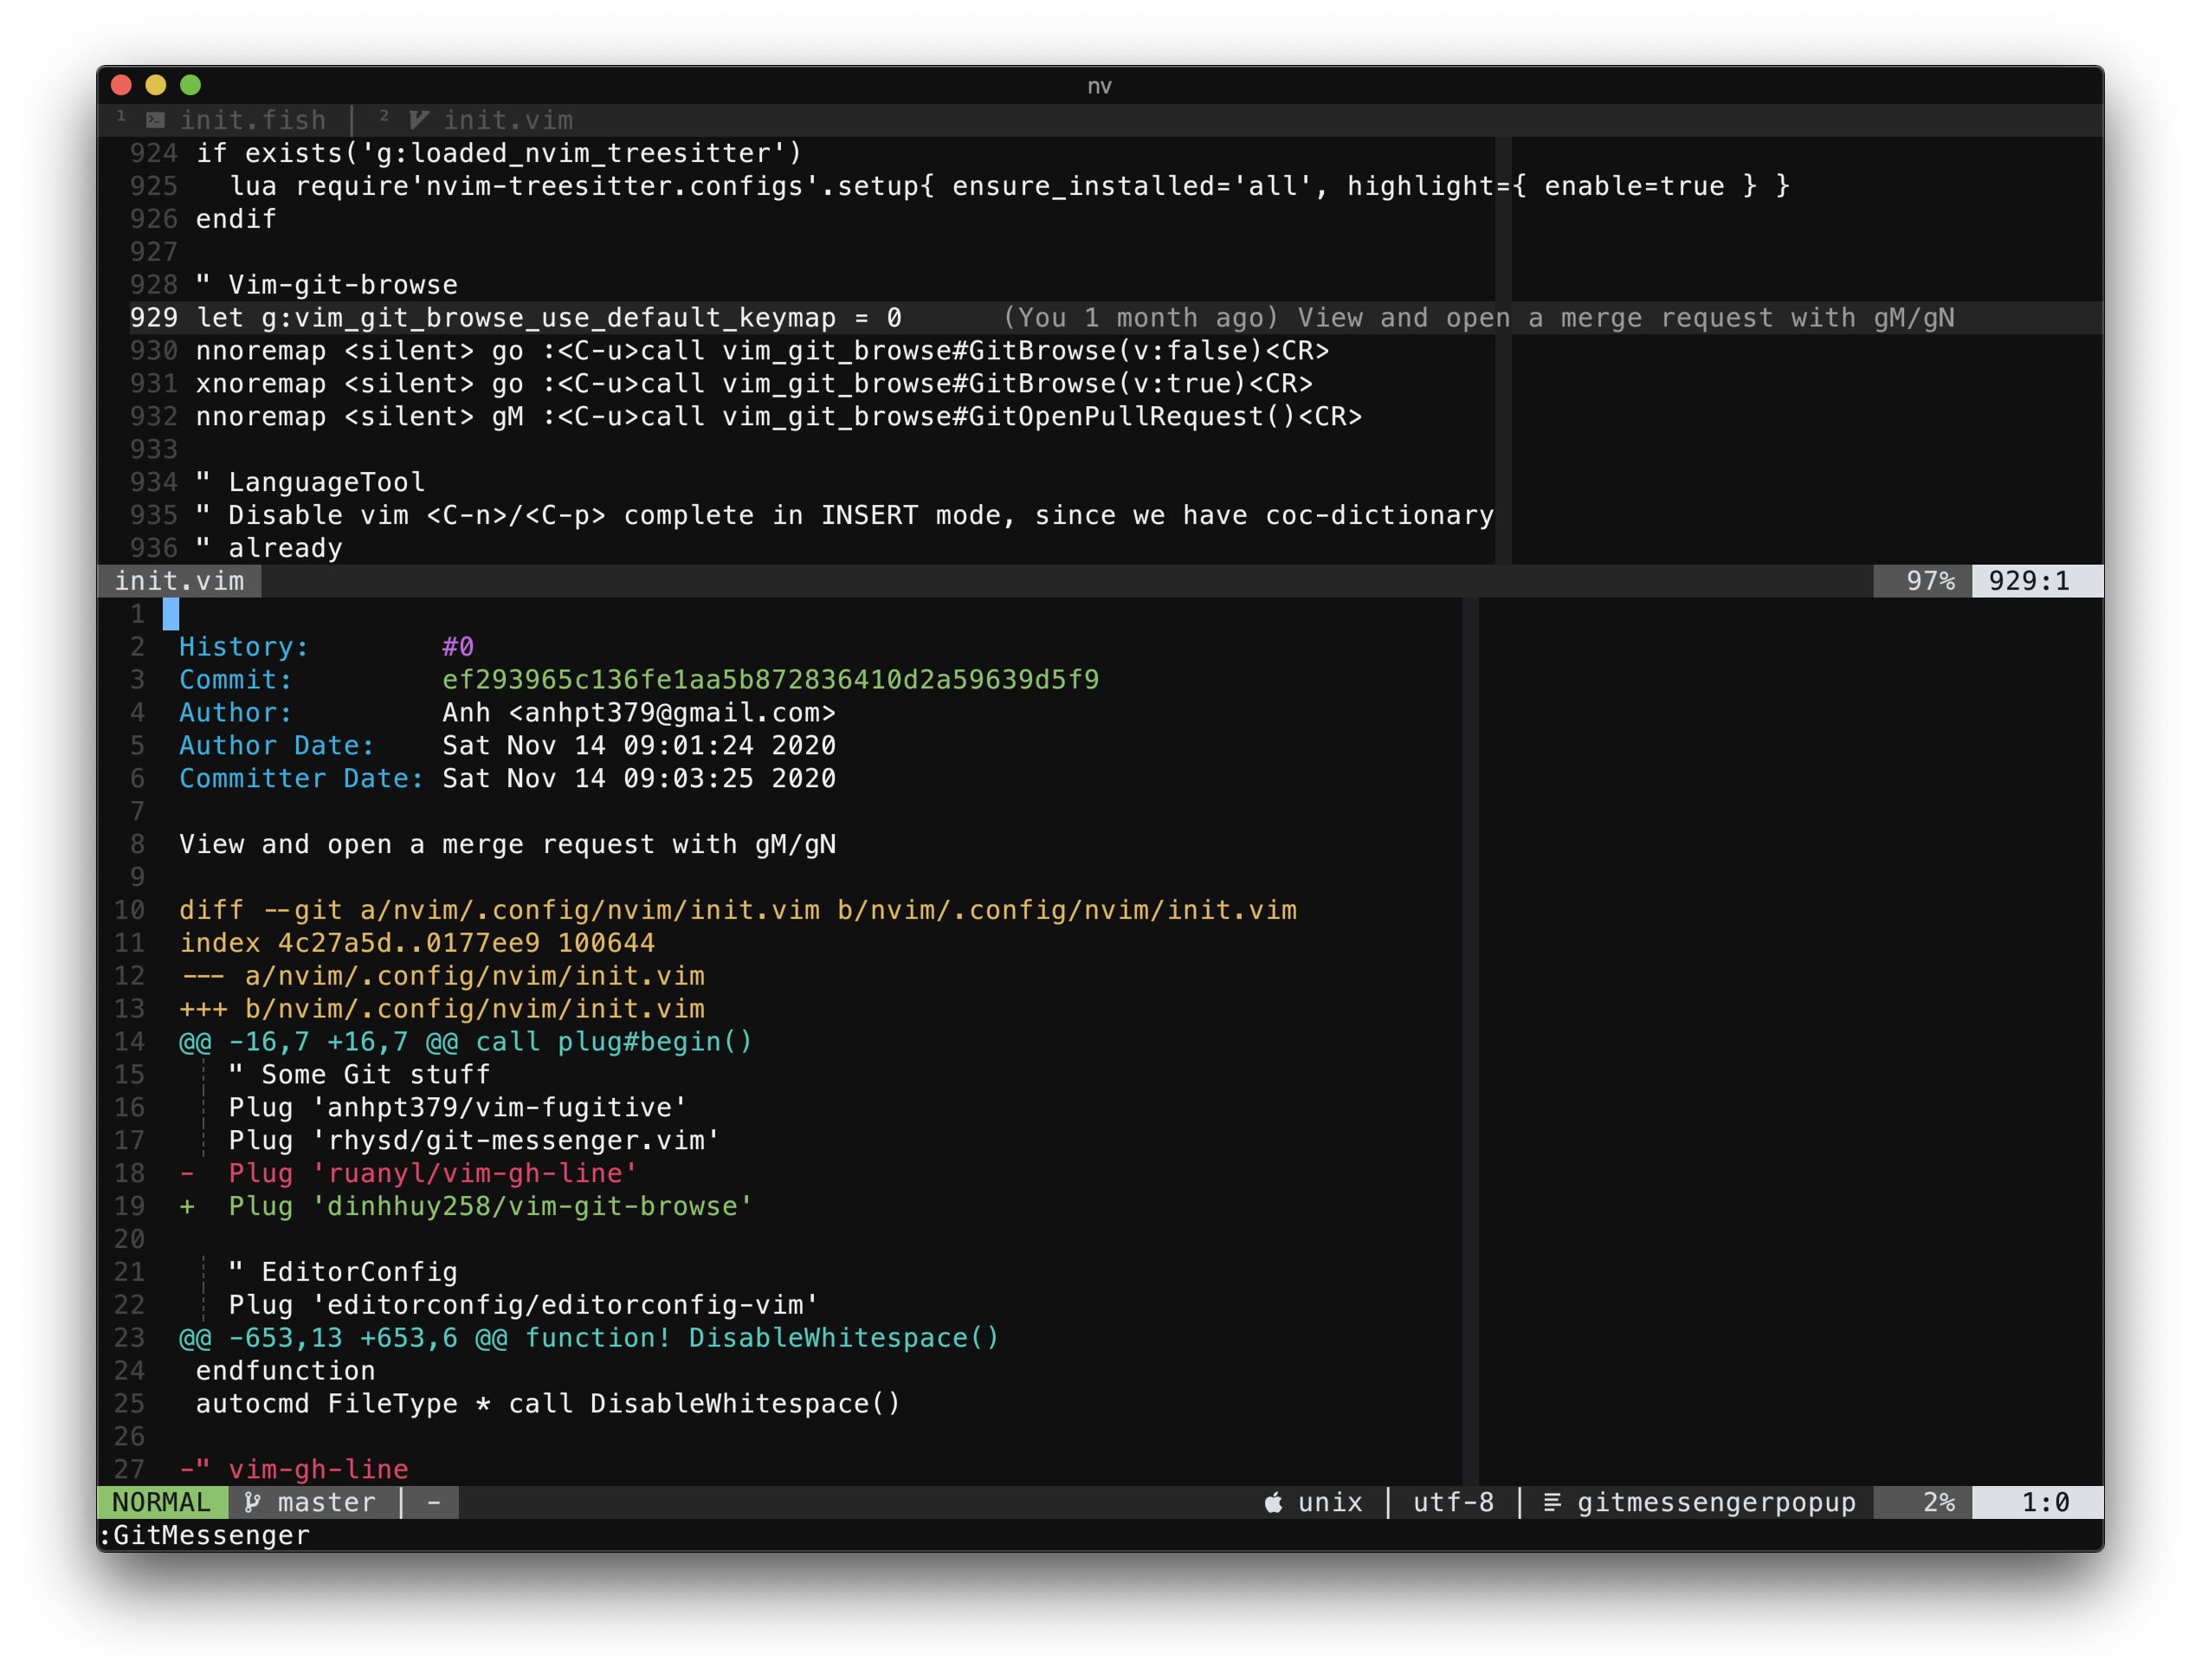 nv
1 init.fish | 2 init.vim
924 if exists('g:loaded_nvim_treesitter')
925   lua require'nvim-treesitter.configs'.setup{ ensure_installed='all', highlight={ enable=true } }
926 endif
927
928 " Vim-git-browse
929 let g:vim_git_browse_use_default_keymap = 0      (You 1 month ago) View and open a merge request with gM/gN
930 nnoremap <silent> go :<C-u>call vim_git_browse#GitBrowse(v:false)<CR>
931 xnoremap <silent> go :<C-u>call vim_git_browse#GitBrowse(v:true)<CR>
932 nnoremap <silent> gM :<C-u>call vim_git_browse#GitOpenPullRequest()<CR>
933
934 " LanguageTool
935 " Disable vim <C-n>/<C-p> complete in INSERT mode, since we have coc-dictionary
936 " already
init.vim 97% 929:1
1
2  History:        #0
3  Commit:         ef293965c136fe1aa5b872836410d2a59639d5f9
4  Author:         Anh <anhpt379@gmail.com>
5  Author Date:    Sat Nov 14 09:01:24 2020
6  Committer Date: Sat Nov 14 09:03:25 2020
7
8  View and open a merge request with gM/gN
9
10  diff --git a/nvim/.config/nvim/init.vim b/nvim/.config/nvim/init.vim
11  index 4c27a5d..0177ee9 100644
12  --- a/nvim/.config/nvim/init.vim
13  +++ b/nvim/.config/nvim/init.vim
14  @@ -16,7 +16,7 @@ call plug#begin()
15     " Some Git stuff
16     Plug 'anhpt379/vim-fugitive'
17     Plug 'rhysd/git-messenger.vim'
18  -  Plug 'ruanyl/vim-gh-line'
19  +  Plug 'dinhhuy258/vim-git-browse'
20
21     " EditorConfig
22     Plug 'editorconfig/editorconfig-vim'
23  @@ -653,13 +653,6 @@ function! DisableWhitespace()
24   endfunction
25   autocmd FileType * call DisableWhitespace()
26
27  -" vim-gh-line
NORMAL master | - unix | utf-8 | gitmessengerpopup 2% 1:0
:GitMessenger